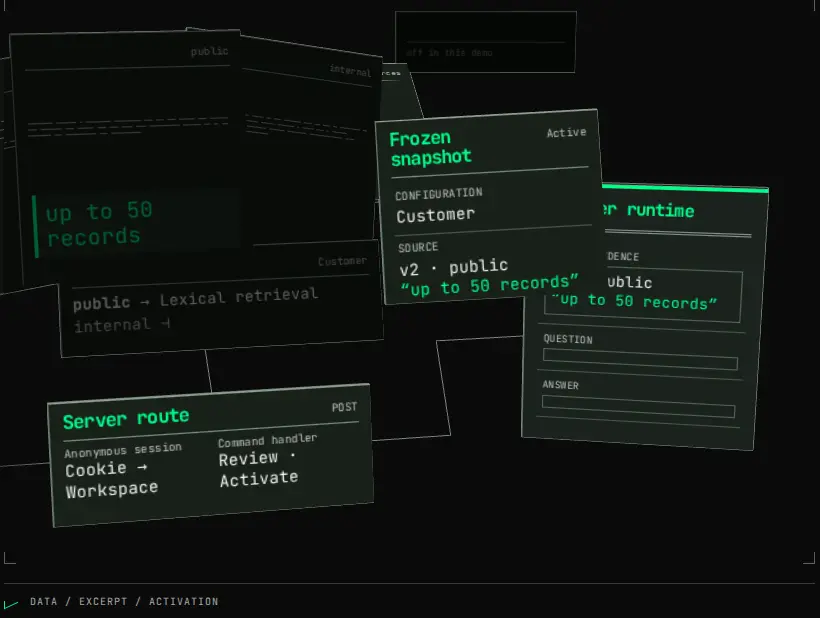 off in this demo
public
internal
up to 50
records
Customer
public → Lexical retrieval
internal ⊣
Frozen
snapshot
Active
CONFIGURATION
Customer
SOURCE
v2 · public
“up to 50 records”
runtime
“up to 50 records”
QUESTION
ANSWER
Server route
POST
Anonymous session
Cookie →
Workspace
Command handler
Review ·
Activate
DATA / EXCERPT / ACTIVATION